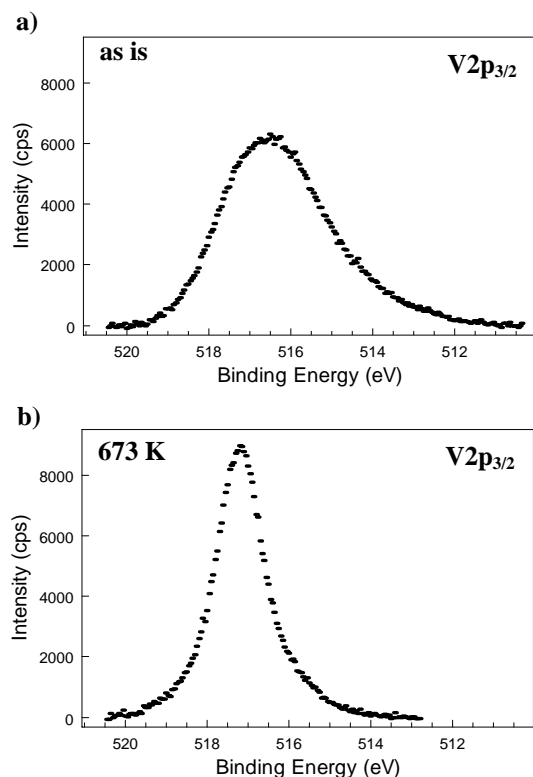 a)
as is V2p3/2
8000
6000
4000
2000
0
Intensity (cps)
520 518 516 514 512
Binding Energy (eV)
b)
673 K V2p3/2
8000
6000
4000
2000
0
Intensity (cps)
520 518 516 514 512
Binding Energy (eV)